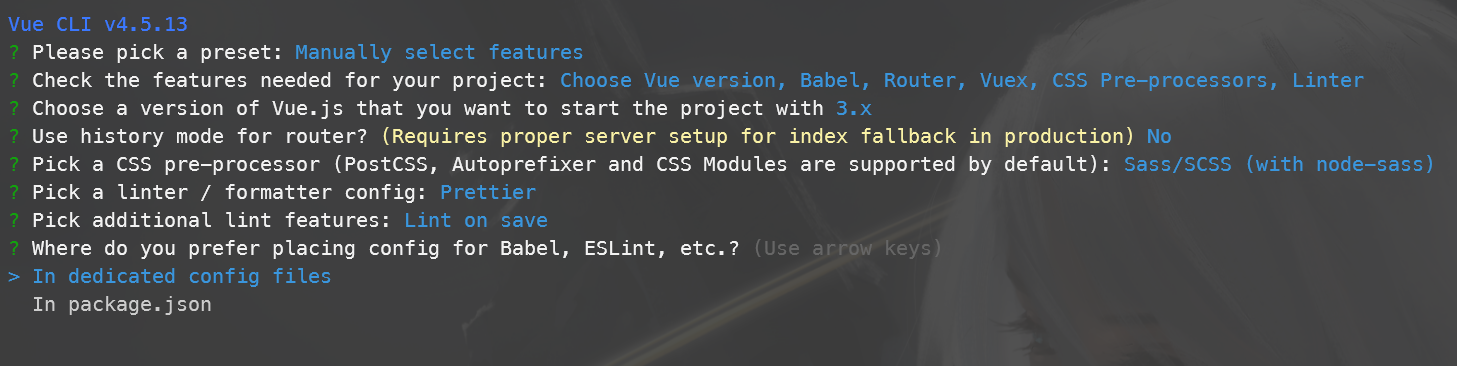 Vue CLI v4.5.13
? Please pick a preset: Manually select features
? Check the features needed for your project: Choose Vue version, Babel, Router, Vuex, CSS Pre-processors, Linter
? Choose a version of Vue.js that you want to start the project with 3.x
? Use history mode for router? (Requires proper server setup for index fallback in production) No
? Pick a CSS pre-processor (PostCSS, Autoprefixer and CSS Modules are supported by default): Sass/SCSS (with node-sass)
? Pick a linter / formatter config: Prettier
? Pick additional lint features: Lint on save
? Where do you prefer placing config for Babel, ESLint, etc.? (Use arrow keys)
> In dedicated config files
  In package.json